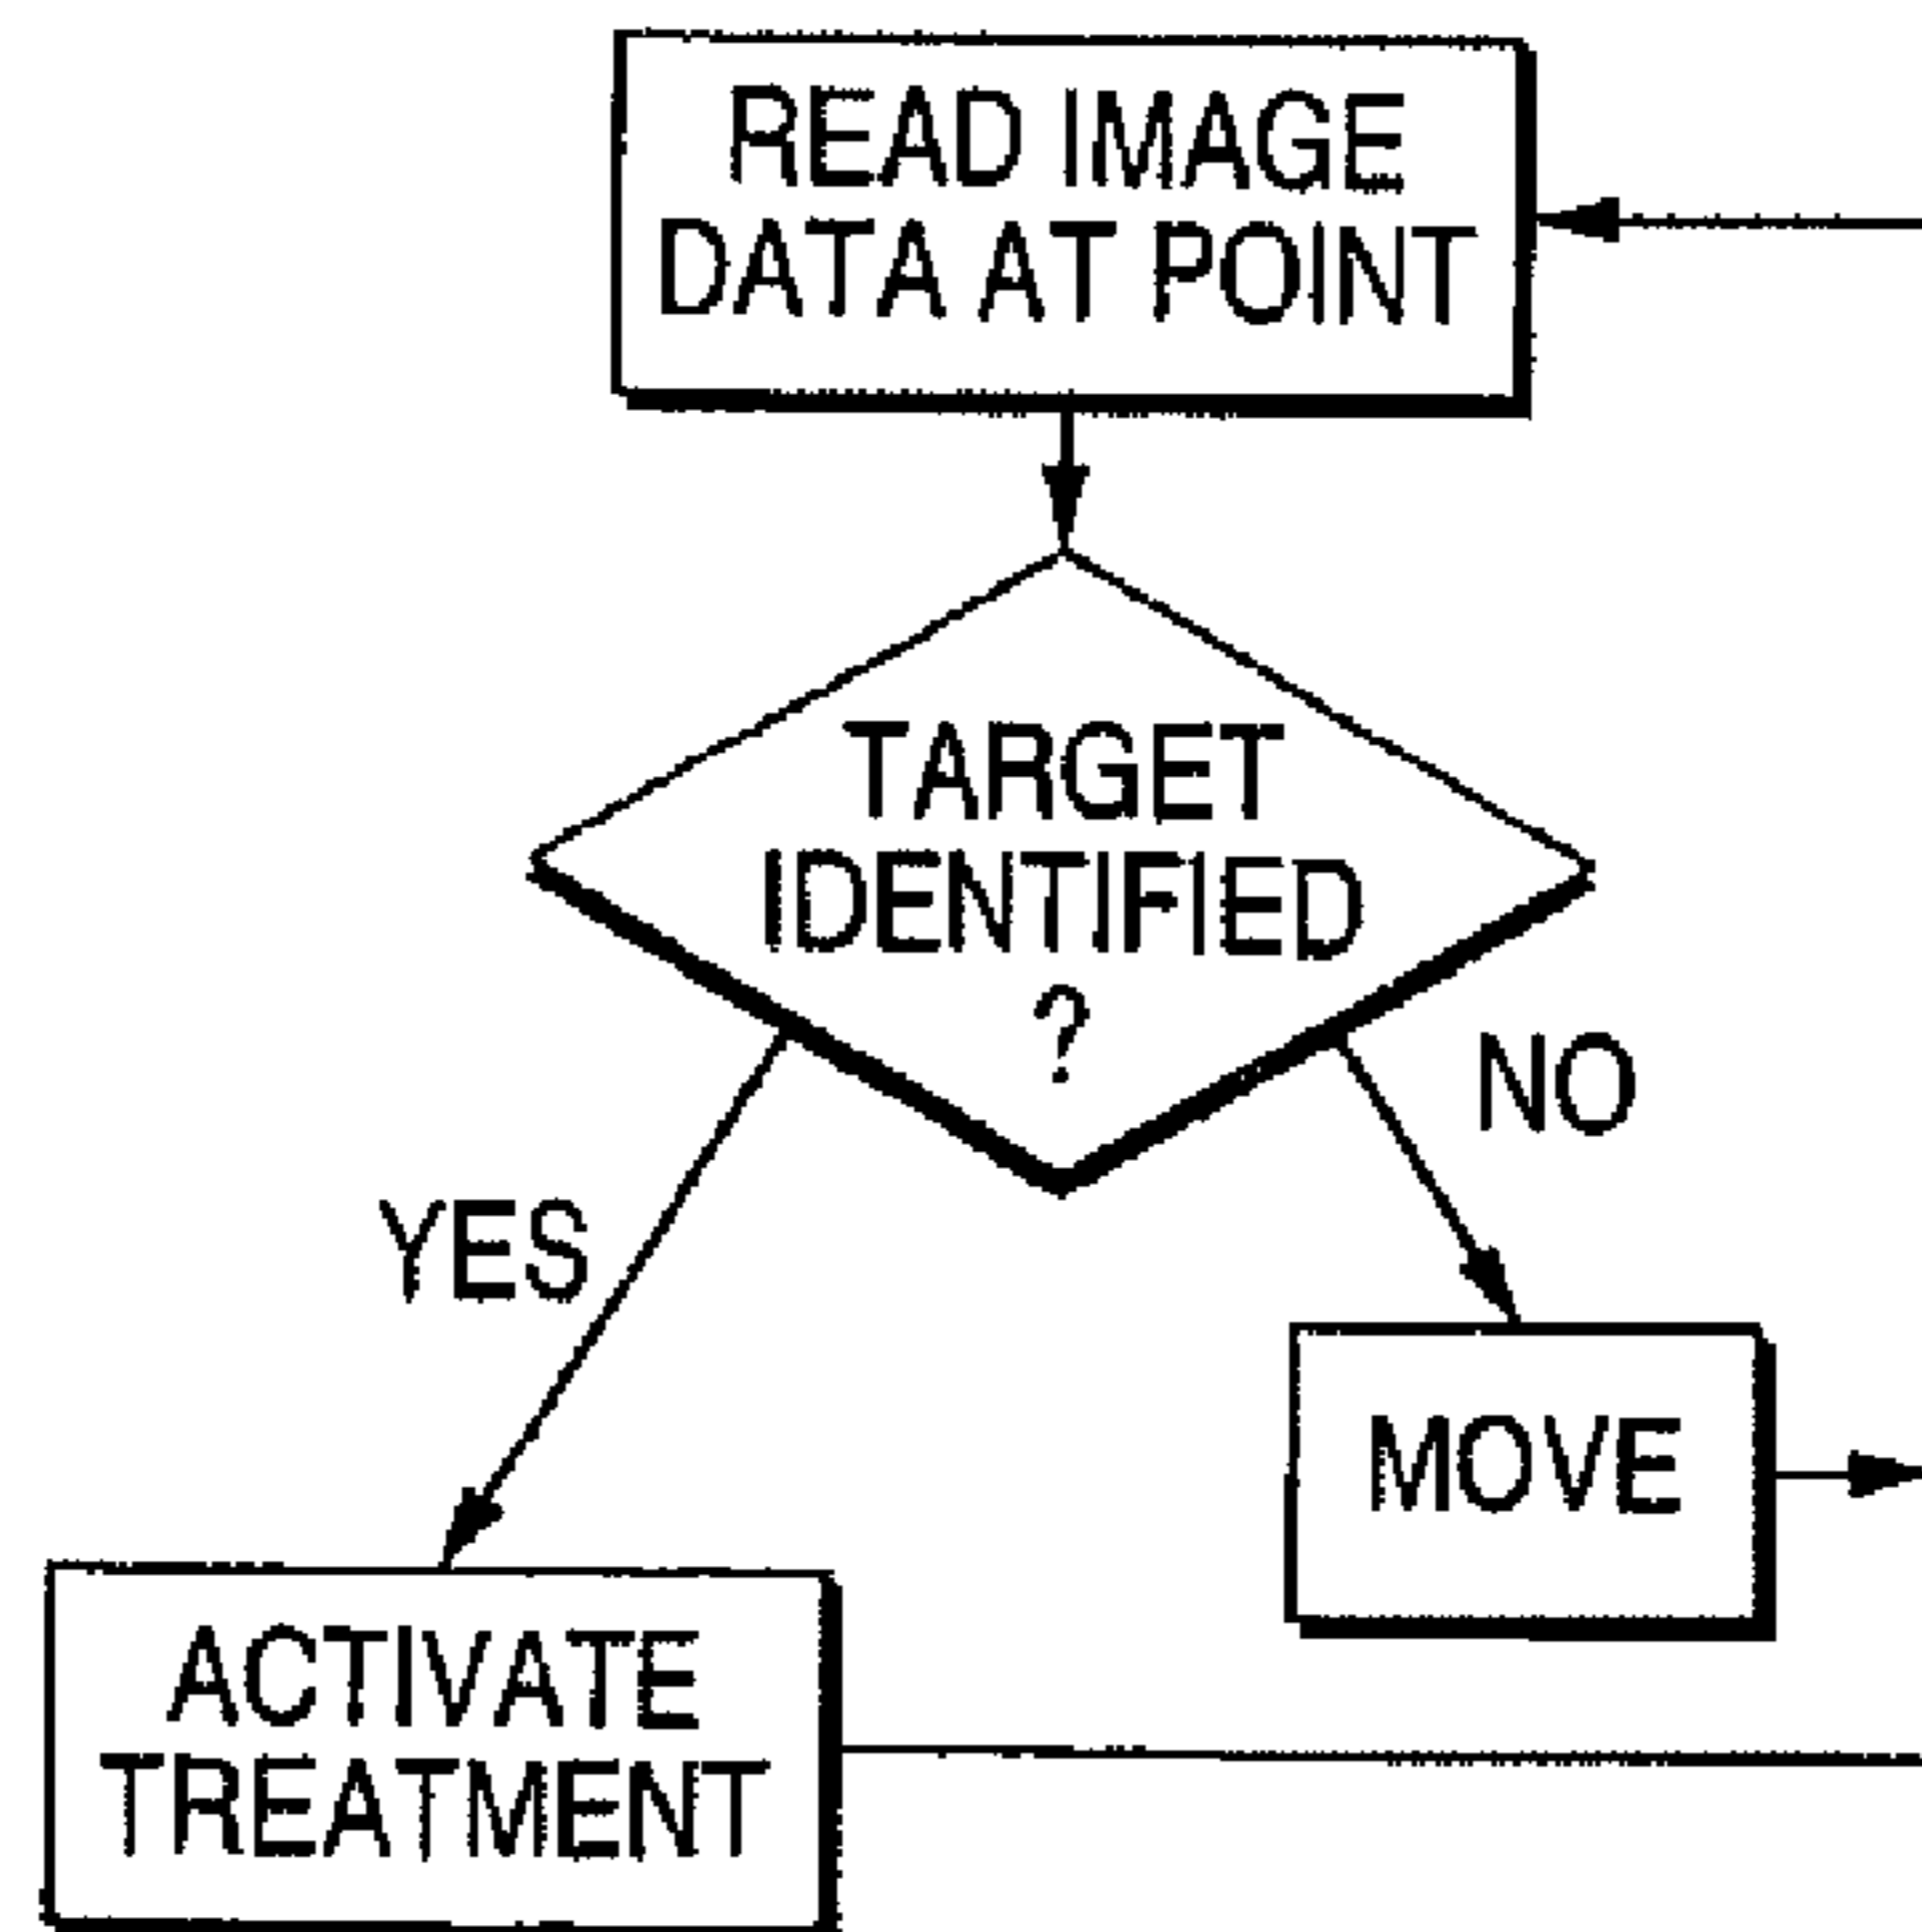 READ IMAGE
DATA AT POINT
TARGET
IDENTIFIED
?
NO
YES
MOVE
ACTIVATE
TREATMENT